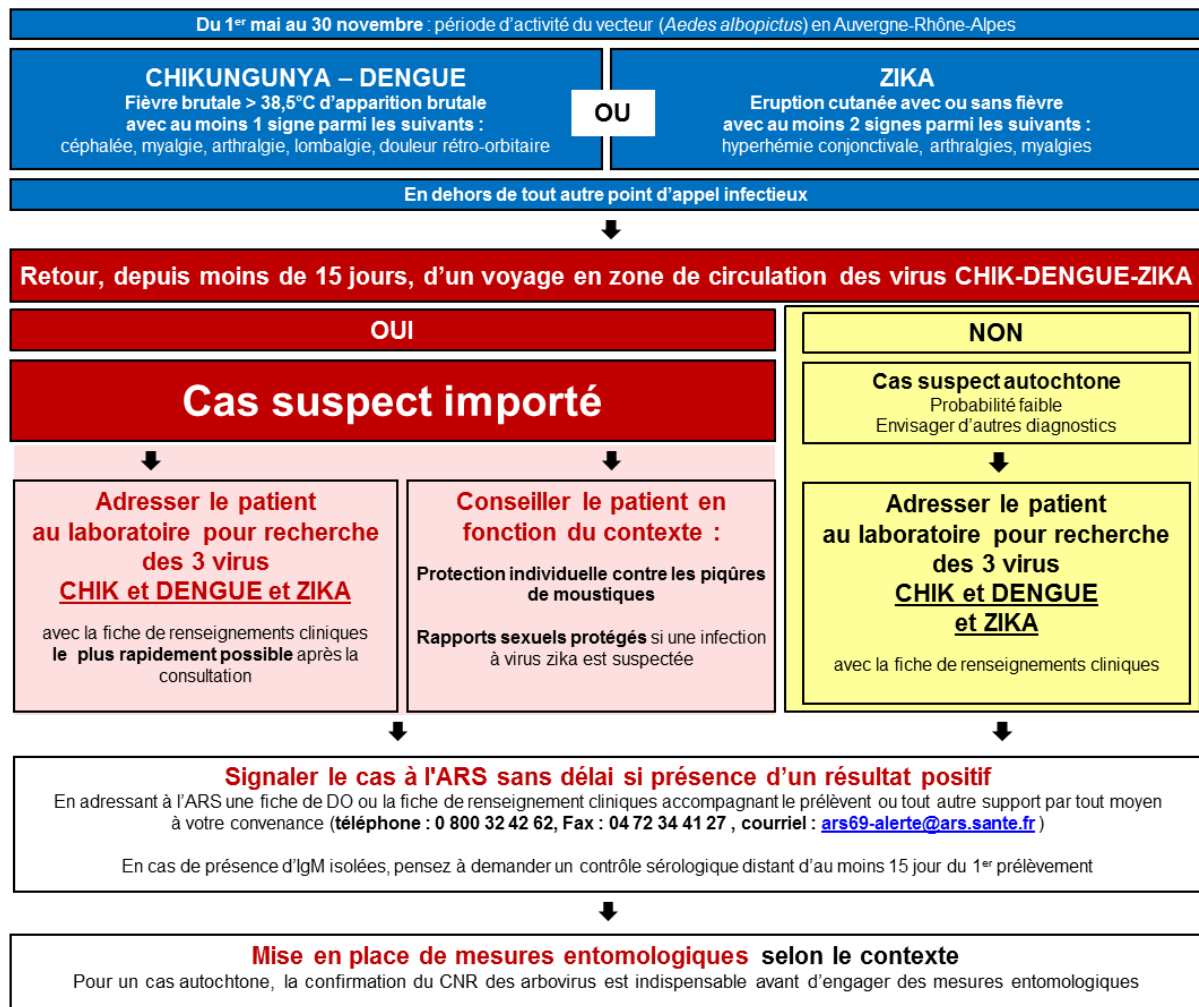 Du 1er mai au 30 novembre : période d'activité du vecteur (Aedes albopictus) en Auvergne-Rhône-Alpes
CHIKUNGUNYA – DENGUE
Fièvre brutale > 38,5°C d'apparition brutale
avec au moins 1 signe parmi les suivants :
céphalée, myalgie, arthralgie, lombalgie, douleur rétro-orbitaire
OU
ZIKA
Eruption cutanée avec ou sans fièvre
avec au moins 2 signes parmi les suivants :
hyperhémie conjonctivale, arthralgies, myalgies
En dehors de tout autre point d'appel infectieux
Retour, depuis moins de 15 jours, d'un voyage en zone de circulation des virus CHIK-DENGUE-ZIKA
OUI
Cas suspect importé
Adresser le patient
au laboratoire pour recherche
des 3 virus
CHIK et DENGUE et ZIKA
avec la fiche de renseignements cliniques
le plus rapidement possible après la
consultation
Conseiller le patient en
fonction du contexte :
Protection individuelle contre les piqûres
de moustiques
Rapports sexuels protégés si une infection
à virus zika est suspectée
NON
Cas suspect autochtone
Probabilité faible
Envisager d'autres diagnostics
Adresser le patient
au laboratoire pour recherche
des 3 virus
CHIK et DENGUE
et ZIKA
avec la fiche de renseignements cliniques
Signaler le cas à l'ARS sans délai si présence d'un résultat positif
En adressant à l'ARS une fiche de DO ou la fiche de renseignement cliniques accompagnant le prélèvent ou tout autre support par tout moyen
à votre convenance (téléphone : 0 800 32 42 62, Fax : 04 72 34 41 27 , courriel : ars69-alerte@ars.sante.fr )
En cas de présence d'IgM isolées, pensez à demander un contrôle sérologique distant d'au moins 15 jour du 1er prélèvement
Mise en place de mesures entomologiques selon le contexte
Pour un cas autochtone, la confirmation du CNR des arbovirus est indispensable avant d'engager des mesures entomologiques